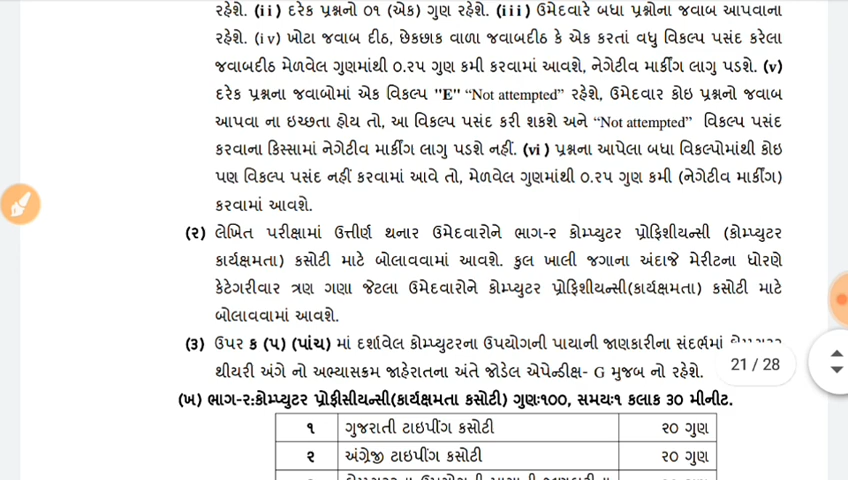 રહેશે. (ii) દરેક પ્રશ્નનો ૦૧ (એક) ગુણ રહેશે. (iii) ઉમેદવારે બધા પ્રશ્નોના જવાબ આપવાના
રહેશે. (iv) ખોટા જવાબ દીઠ, છેકછાક વાળા જવાબદીઠ કે એક કરતાં વધુ વિકલ્પ પસંદ કરેલા
જવાબદીઠ મેળવેલ ગુણમાંથી ૦.૨૫ ગુણ કમી કરવામાં આવશે, નેગેટીવ માર્કીંગ લાગુ પડશે. (v)
દરેક પ્રશ્નના જવાબોમાં એક વિકલ્પ "E" “Not attempted” રહેશે, ઉમેદવાર કોઇ પ્રશ્નનો જવાબ
આપવા ના ઇચ્છતા હોય તો, આ વિકલ્પ પસંદ કરી શકશે અને “Not attempted” વિકલ્પ પસંદ
કરવાના કિસ્સામાં નેગેટીવ માર્કીંગ લાગુ પડશે નહીં. (vi) પ્રશ્નના આપેલા બધા વિકલ્પોમાંથી કોઇ
પણ વિકલ્પ પસંદ નહીં કરવામાં આવે તો, મેળવેલ ગુણમાંથી ૦.૨૫ ગુણ કમી (નેગેટીવ માર્કીંગ)
કરવામાં આવશે.
(૨) લેખિત પરીક્ષામાં ઉત્તીર્ણ થનાર ઉમેદવારોને ભાગ-૨ કોમ્પ્યુટર પ્રોફિશીયન્સી (કોમ્પ્યુટર
કાર્યક્ષમતા) કસોટી માટે બોલાવવામાં આવશે. કુલ ખાલી જગાના અંદાજે મેરીટના ધોરણે
કેટેગરીવાર ત્રણ ગણા જેટલા ઉમેદવારોને કોમ્પ્યુટર પ્રોફિશીયન્સી(કાર્યક્ષમતા) કસોટી માટે
બોલાવવામાં આવશે.
(૩) ઉપર ક (૫) (પાંચ) માં દર્શાવેલ કોમ્પ્યુટરના ઉપયોગની પાયાની જાણકારીના સંદર્ભમાં
થીયરી અંગે નો અભ્યાસક્રમ જાહેરાતના અંતે જોડેલ એપેન્ડીક્ષ- G મુજબ નો રહેશે.
21 / 28
(ખ) ભાગ-૨:કોમ્પ્યુટર પ્રોફીસીયન્સી(કાર્યક્ષમતા કસોટી) ગુણ:૧૦૦, સમય:૧ કલાક 30 મીનીટ.
૧ ગુજરાતી ટાઇપીંગ કસોટી ૨૦ ગુણ
૨ અંગ્રેજી ટાઇપીંગ કસોટી ૨૦ ગુણ